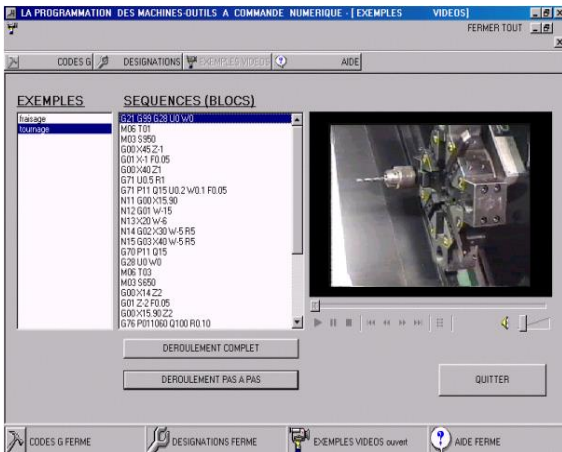 LA PROGRAMMATION DES MACHINES-OUTILS A COMMANDE NUMERIQUE - [ EXEMPLES VIDEOS]
FERMER TOUT
CODES G DESIGNATIONS EXEMPLES VIDEOS AIDE
EXEMPLES
fraisage
tournage
SEQUENCES (BLOCS)
G21 G99 G28 U0 W0
M06 T01
M03 S950
G00 X45 Z-1
G01 X-1 F0.05
G00 X40 Z1
G71 U0.5 R1
G71 P11 Q15 U0.2 W0.1 F0.05
N11 G00 X15.90
N12 G01 W-15
N13 X20 W-6
N14 G02 X30 W-5 R5
N15 G03 X40 W-5 R5
G70 P11 Q15
G28 U0 W0
M06 T03
M03 S650
G00 X14 Z2
G01 Z-2 F0.05
G00 X15.90 Z2
G76 P011060 Q100 R0.10
DEROULEMENT COMPLET
DEROULEMENT PAS A PAS
QUITTER
CODES G FERME DESIGNATIONS FERME EXEMPLES VIDEOS ouvert AIDE FERME